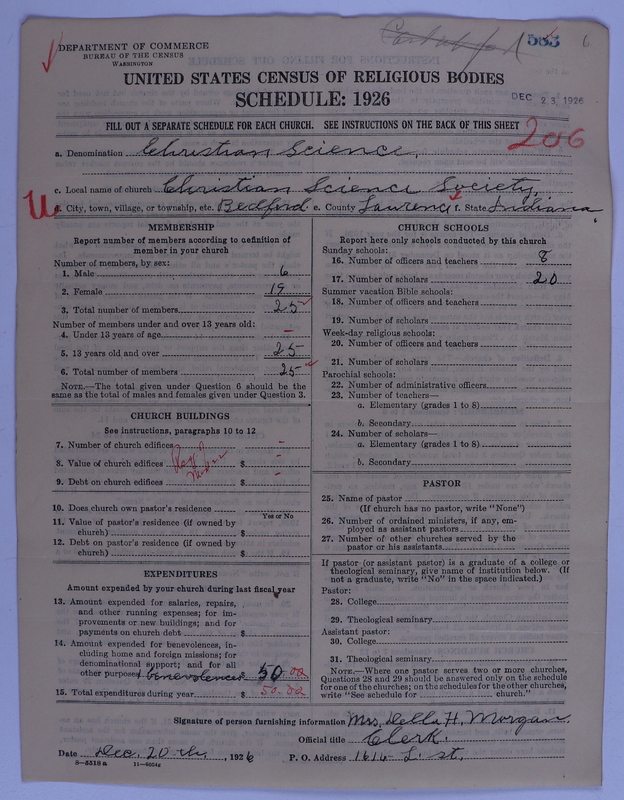 553 6
DEPARTMENT OF COMMERCE
BUREAU OF THE CENSUS
WASHINGTON
UNITED STATES CENSUS OF RELIGIOUS BODIES
SCHEDULE: 1926
DEC 23 1926
FILL OUT A SEPARATE SCHEDULE FOR EACH CHURCH. SEE INSTRUCTIONS ON THE BACK OF THIS SHEET
206
a. Denomination Christian Science,
c. Local name of church Christian Science Society,
U
d. City, town, village, or township, etc. Bedford e. County Lawrence f. State Indiana,
MEMBERSHIP
Report number of members according to definition of
member in your church
Number of members, by sex:
1. Male 6
2. Female 19
3. Total number of members 25
Number of members under and over 13 years old:
4. Under 13 years of age –
5. 13 years old and over 25
6. Total number of members 25
NOTE.—The total given under Question 6 should be the
same as the total of males and females given under Question 3.
CHURCH BUILDINGS
See instructions, paragraphs 10 to 12
7. Number of church edifices –
8. Value of church edifices $ –
9. Debt on church edifices $ –
10. Does church own pastor's residence
Yes or No
11. Value of pastor's residence (if owned by
church) $
12. Debt on pastor's residence (if owned by
church) $
EXPENDITURES
Amount expended by your church during last fiscal year
13. Amount expended for salaries, repairs,
and other running expenses; for im-
provements or new buildings; and for
payments on church debt $
14. Amount expended for benevolences, in-
cluding home and foreign missions; for
denominational support; and for all
other purposes benevolences $ 50.00
15. Total expenditures during year $ 50.00
CHURCH SCHOOLS
Report here only schools conducted by this church
Sunday schools:
16. Number of officers and teachers 8
17. Number of scholars 20
Summer vacation Bible schools:
18. Number of officers and teachers
19. Number of scholars
Week-day religious schools:
20. Number of officers and teachers
21. Number of scholars
Parochial schools:
22. Number of administrative officers
23. Number of teachers—
a. Elementary (grades 1 to 8)
b. Secondary
24. Number of scholars—
a. Elementary (grades 1 to 8)
b. Secondary
PASTOR
25. Name of pastor
(If church has no pastor, write "None")
26. Number of ordained ministers, if any, em-
ployed as assistant pastors
27. Number of other churches served by the
pastor or his assistants
If pastor (or assistant pastor) is a graduate of a college or
theological seminary, give name of institution below. (If
not a graduate, write "No" in the space indicated.)
Pastor:
28. College
29. Theological seminary
Assistant pastor:
30. College
31. Theological seminary
NOTE.—Where one pastor serves two or more churches,
Questions 28 and 29 should be answered only on the schedule
for one of the churches; on the schedules for the other churches,
write "See schedule for church."
Signature of person furnishing information Mrs. Della H. Morgan.
Official title Clerk.
Date Dec. 20th, 1926 P. O. Address 1616 L. st,
8—5518a 11—9054a